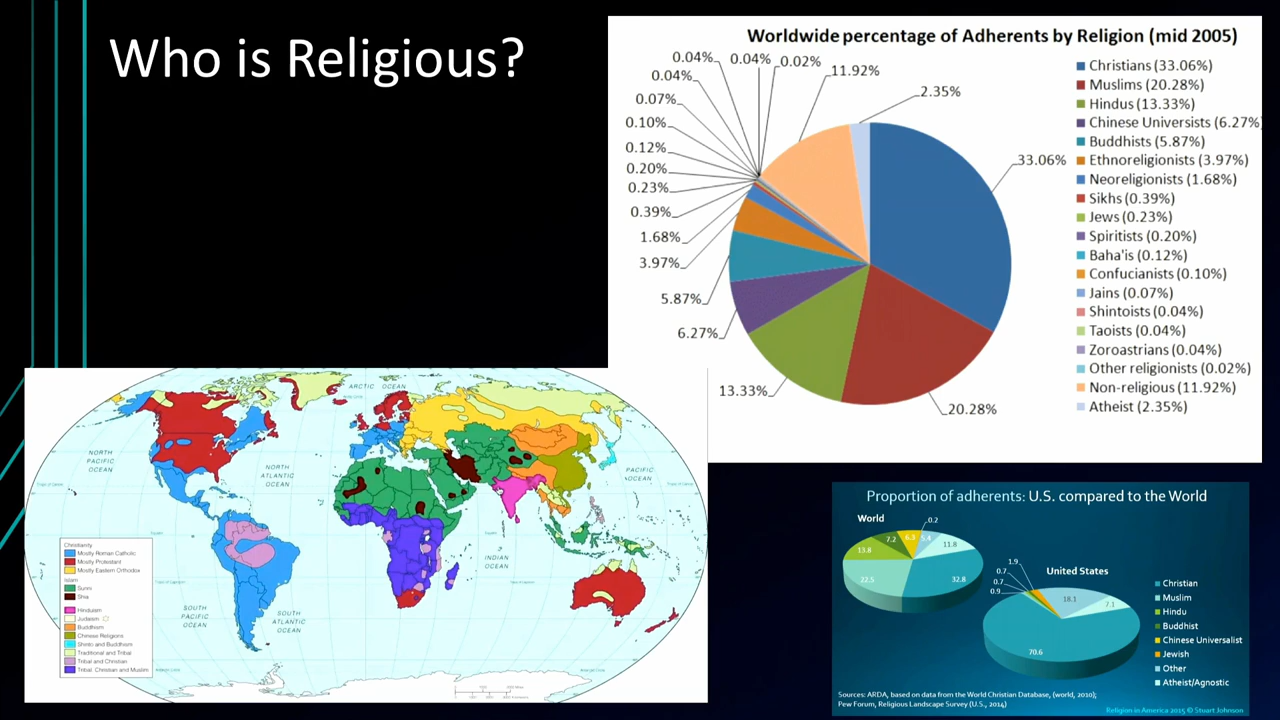 Who is Religious?
Worldwide percentage of Adherents by Religion (mid 2005)
0.04%
0.04%
0.02%
11.92%
0.04%
2.35%
0.07%
0.10%
0.12%
0.20%
0.23%
0.39%
1.68%
3.97%
5.87%
6.27%
13.33%
20.28%
33.06%
Christians (33.06%)
Muslims (20.28%)
Hindus (13.33%)
Chinese Universists (6.27%)
Buddhists (5.87%)
Ethnoreligionists (3.97%)
Neoreligionists (1.68%)
Sikhs (0.39%)
Jews (0.23%)
Spiritists (0.20%)
Baha'is (0.12%)
Confucianists (0.10%)
Jains (0.07%)
Shintoists (0.04%)
Taoists (0.04%)
Zoroastrians (0.04%)
Other religionists (0.02%)
Non-religious (11.92%)
Atheist (2.35%)
ARCTIC OCEAN
NORTH
PACIFIC
OCEAN
NORTH
ATLANTIC
OCEAN
PACIFIC
OCEAN
INDIAN
OCEAN
SOUTH
PACIFIC
OCEAN
SOUTH
ATLANTIC
OCEAN
Christianity
Mostly Roman Catholic
Mostly Protestant
Mostly Eastern Orthodox
Islam
Sunni
Shia
Hinduism
Judaism
Buddhism
Chinese Religions
Shinto and Buddhism
Traditional and Tribal
Tribal and Christian
Tribal, Christian and Muslim
Proportion of adherents: U.S. compared to the World
World
0.2
7.2
6.3
5.4
11.8
13.8
22.5
32.8
United States
1.9
0.7
0.7
0.9
18.1
7.1
70.6
Christian
Muslim
Hindu
Buddhist
Chinese Universalist
Jewish
Other
Atheist/Agnostic
Sources: ARDA, based on data from the World Christian Database, (world, 2010);
Pew Forum, Religious Landscape Survey (U.S., 2014)
Religion in America 2015 © Stuart Johnson